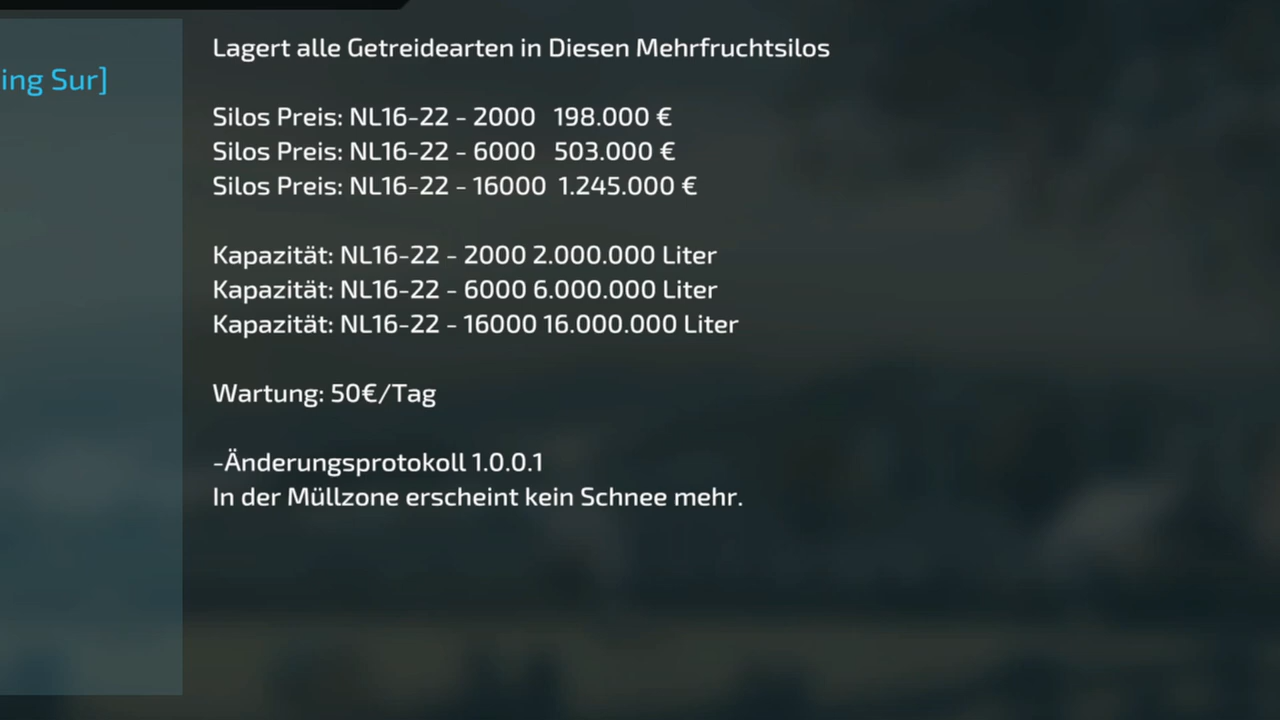 ing Sur]
Lagert alle Getreidearten in Diesen Mehrfruchtsilos
Silos Preis: NL16-22 - 2000 198.000 €
Silos Preis: NL16-22 - 6000 503.000 €
Silos Preis: NL16-22 - 16000 1.245.000 €
Kapazität: NL16-22 - 2000 2.000.000 Liter
Kapazität: NL16-22 - 6000 6.000.000 Liter
Kapazität: NL16-22 - 16000 16.000.000 Liter
Wartung: 50€/Tag
-Änderungsprotokoll 1.0.0.1
In der Müllzone erscheint kein Schnee mehr.